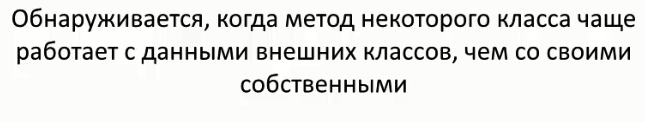 Обнаруживается, когда метод некоторого класса чаще
работает с данными внешних классов, чем со своими
собственными